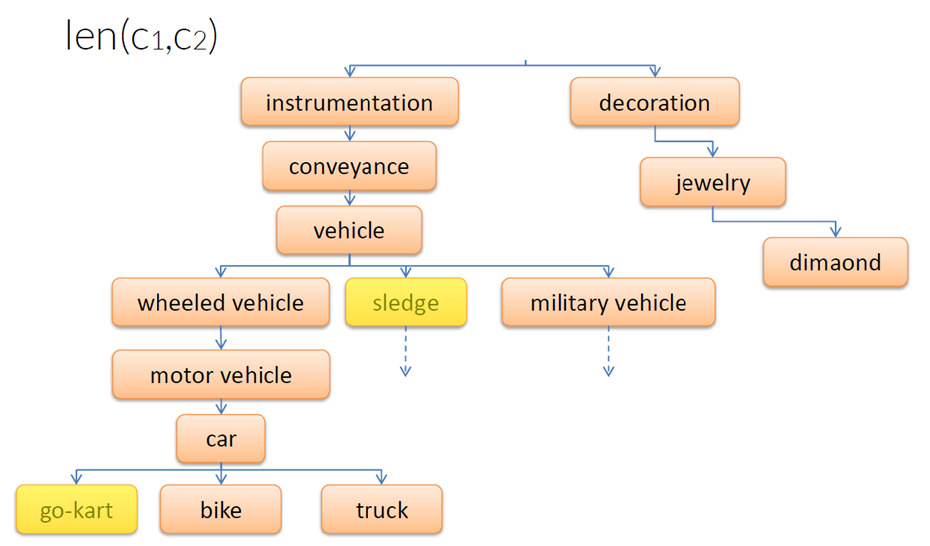 len(c1,c2)
instrumentation
decoration
conveyance
jewelry
vehicle
dimaond
wheeled vehicle
sledge
military vehicle
motor vehicle
car
go-kart
bike
truck